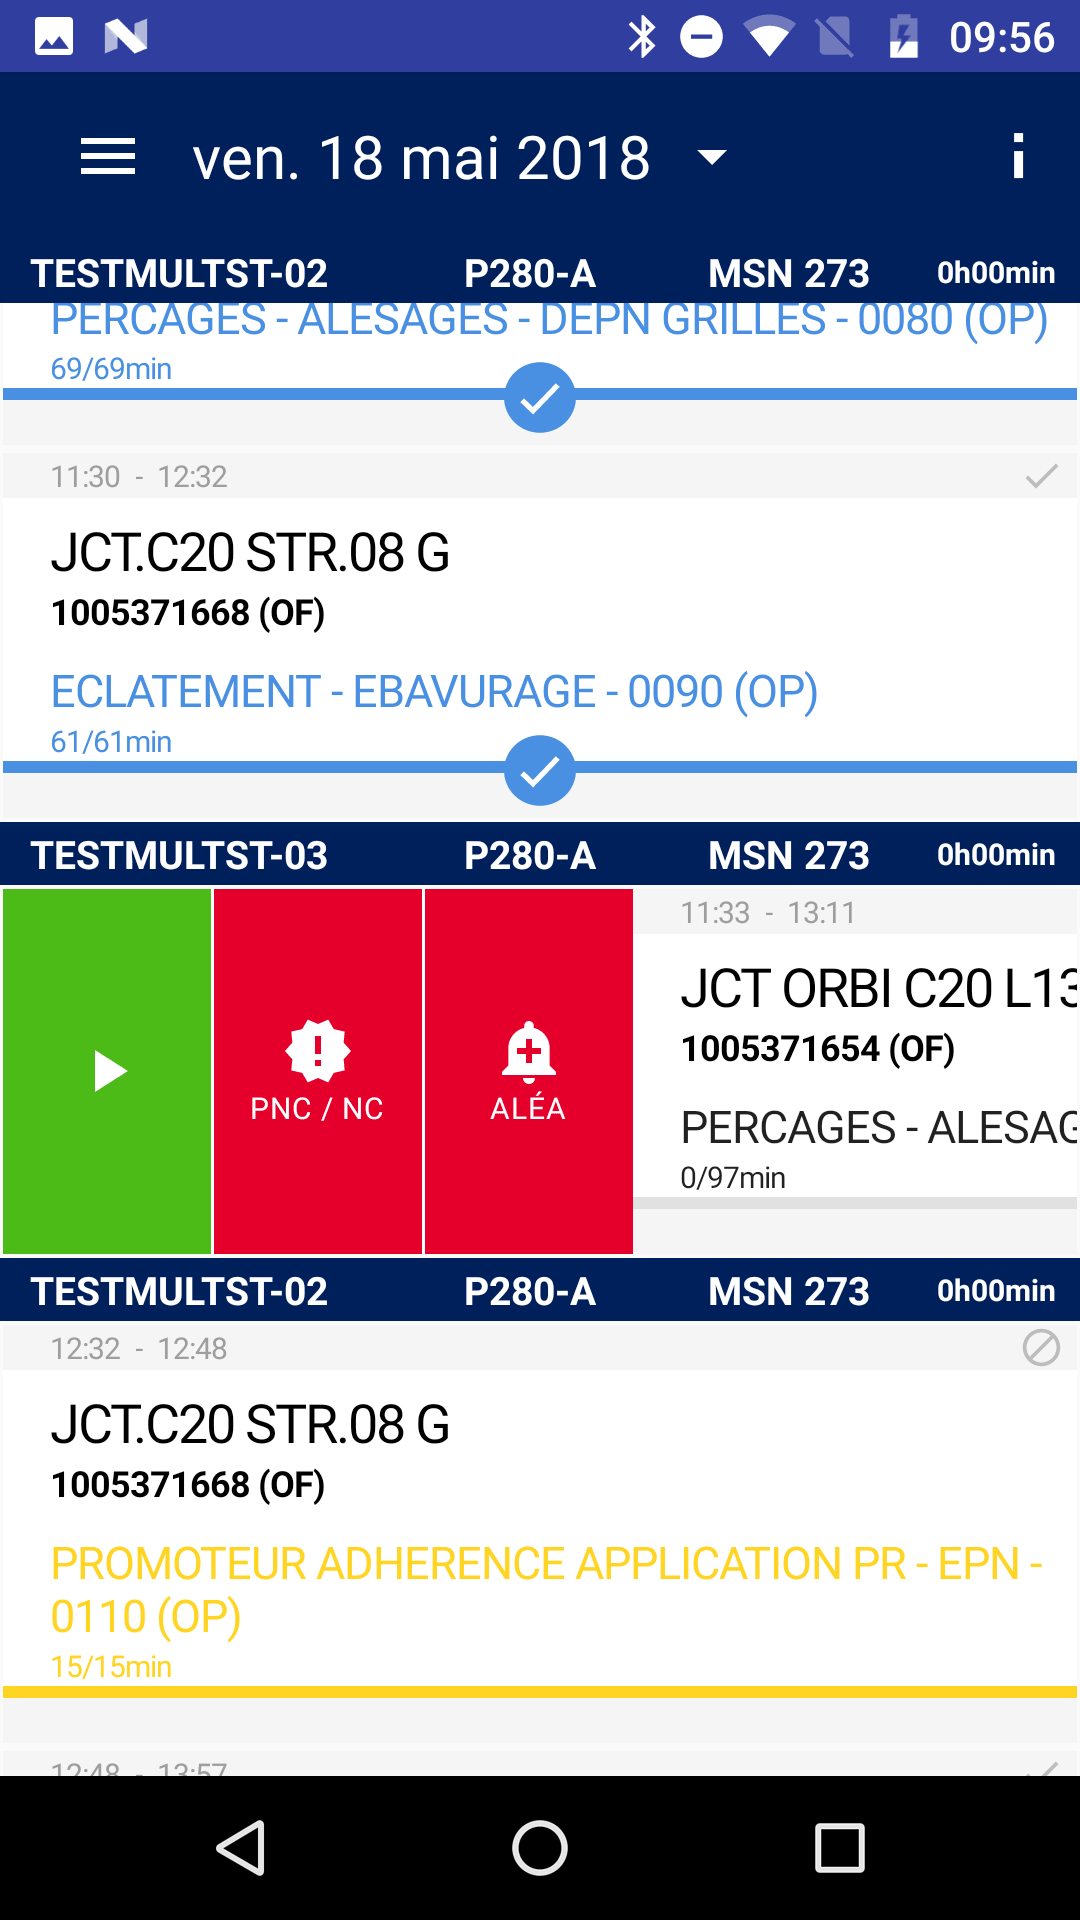 09:56
ven. 18 mai 2018
TESTMULTST-02 P280-A MSN 273 0h00min
PERCAGES - ALESAGES - DEPN GRILLES - 0080 (OP)
69/69min
11:30 - 12:32
JCT.C20 STR.08 G
1005371668 (OF)
ECLATEMENT - EBAVURAGE - 0090 (OP)
61/61min
TESTMULTST-03 P280-A MSN 273 0h00min
11:33 - 13:11
JCT ORBI C20 L13
1005371654 (OF)
PNC / NC
ALÉA
PERCAGES - ALESAG
0/97min
TESTMULTST-02 P280-A MSN 273 0h00min
12:32 - 12:48
JCT.C20 STR.08 G
1005371668 (OF)
PROMOTEUR ADHERENCE APPLICATION PR - EPN -
0110 (OP)
15/15min
12:48 - 13:57